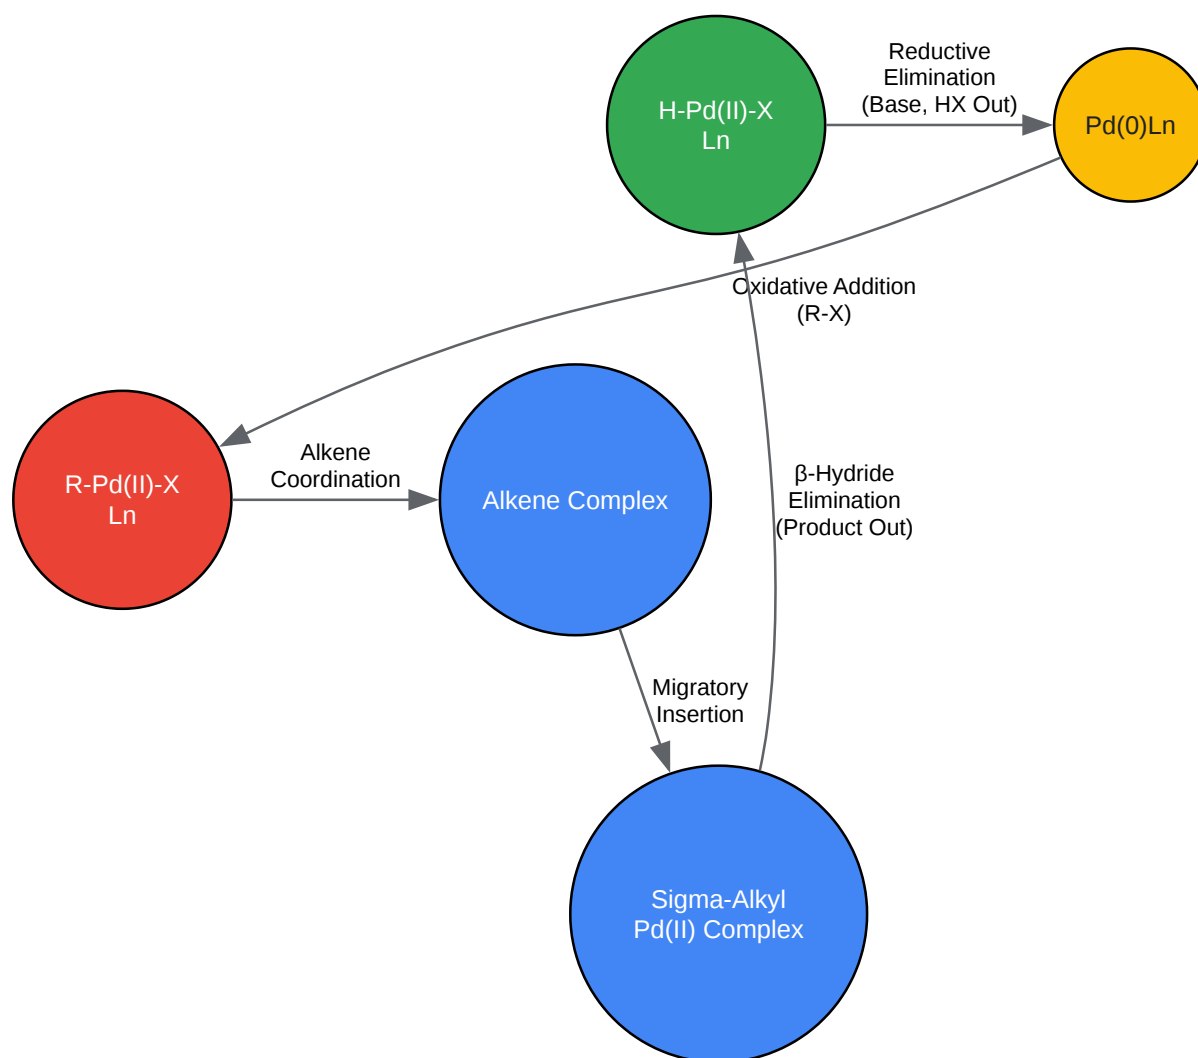 H-Pd(II)-X
Ln
Reductive
Elimination
(Base, HX Out)
Pd(0)Ln
Oxidative Addition
(R-X)
R-Pd(II)-X
Ln
Alkene
Coordination
Alkene Complex
β-Hydride
Elimination
(Product Out)
Migratory
Insertion
Sigma-Alkyl
Pd(II) Complex